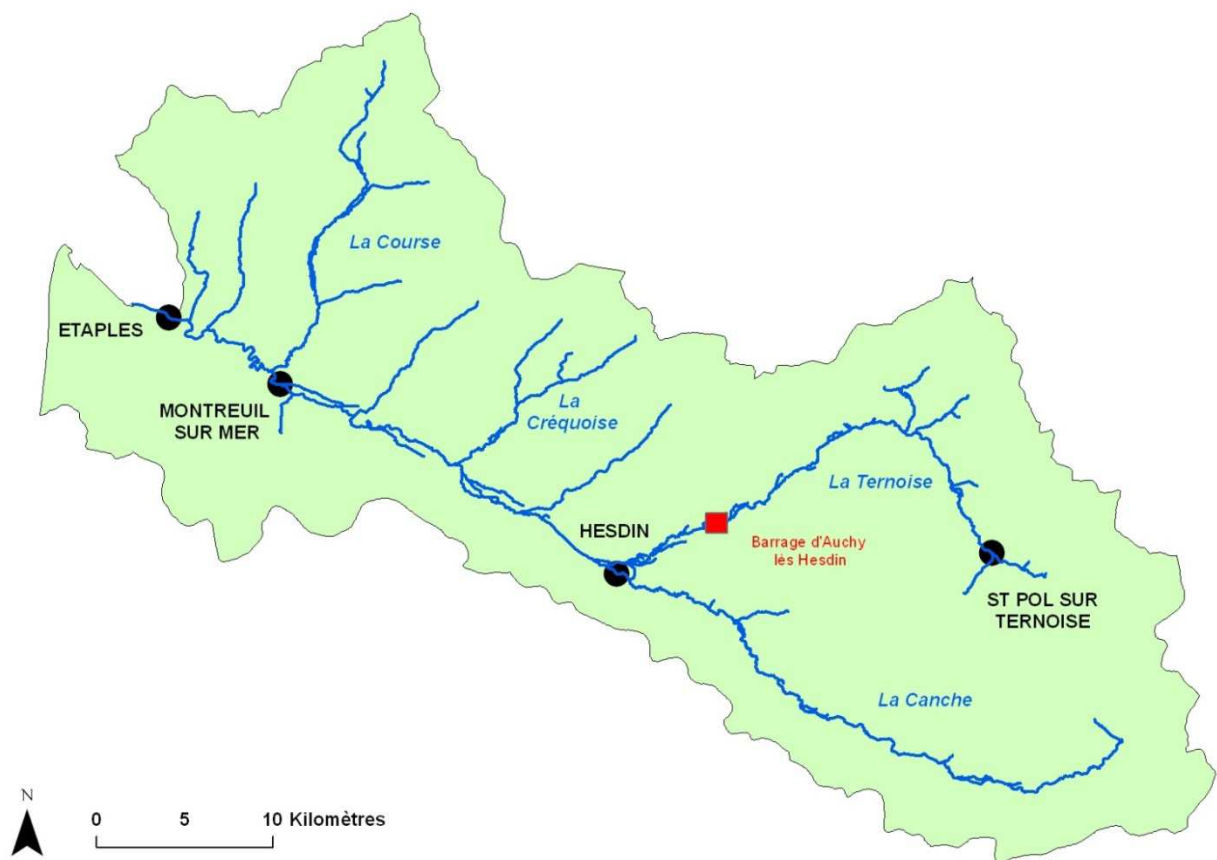 La Course
ETAPLES
MONTREUIL
SUR MER
La
Créquoise
La Ternoise
HESDIN
Barrage d'Auchy
lès Hesdin
ST POL SUR
TERNOISE
La Canche
N
0 5 10 Kilomètres